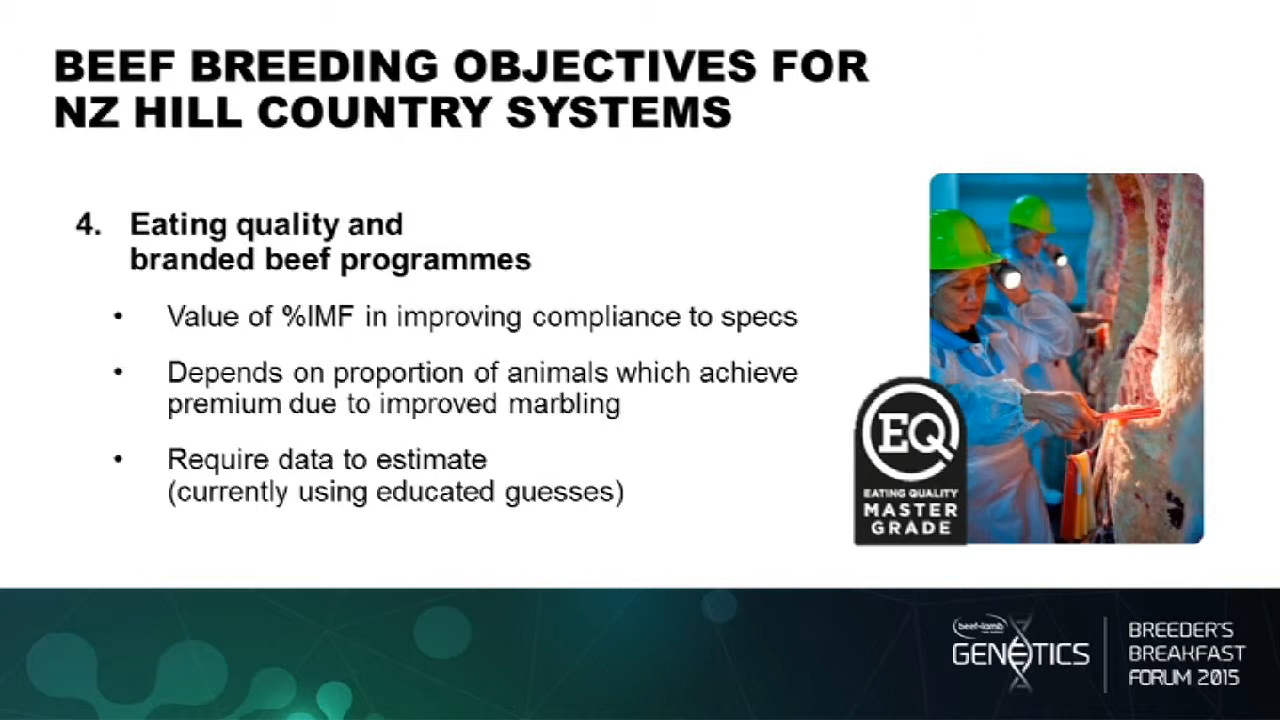 BEEF BREEDING OBJECTIVES FOR
NZ HILL COUNTRY SYSTEMS
4. Eating quality and
branded beef programmes
• Value of %IMF in improving compliance to specs
• Depends on proportion of animals which achieve
premium due to improved marbling
• Require data to estimate
(currently using educated guesses)
EQ
EATING QUALITY
MASTER
GRADE
beef+lamb
GENETICS
BREEDER'S
BREAKFAST
FORUM 2015